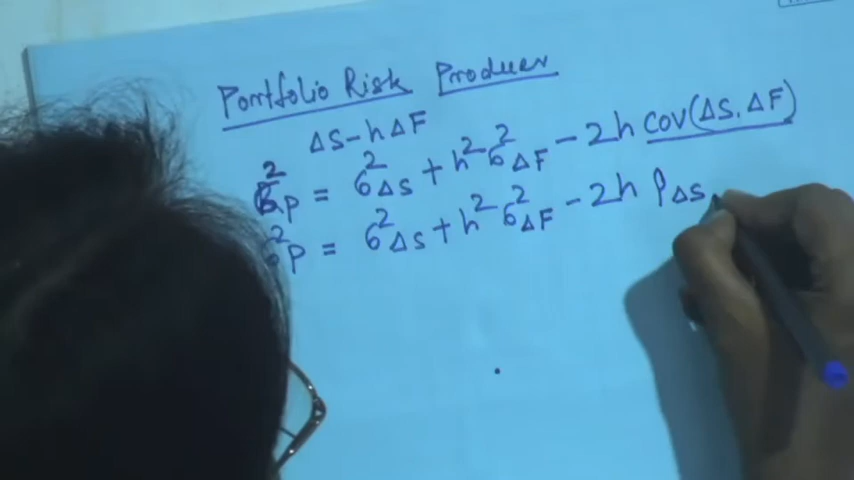 Portfolio Risk Producer
ΔS-hΔF
σ²P = σ²ΔS + h²σ²ΔF - 2h COV(ΔS, ΔF)
σ²P = σ²ΔS + h²σ²ΔF - 2h ρΔS,